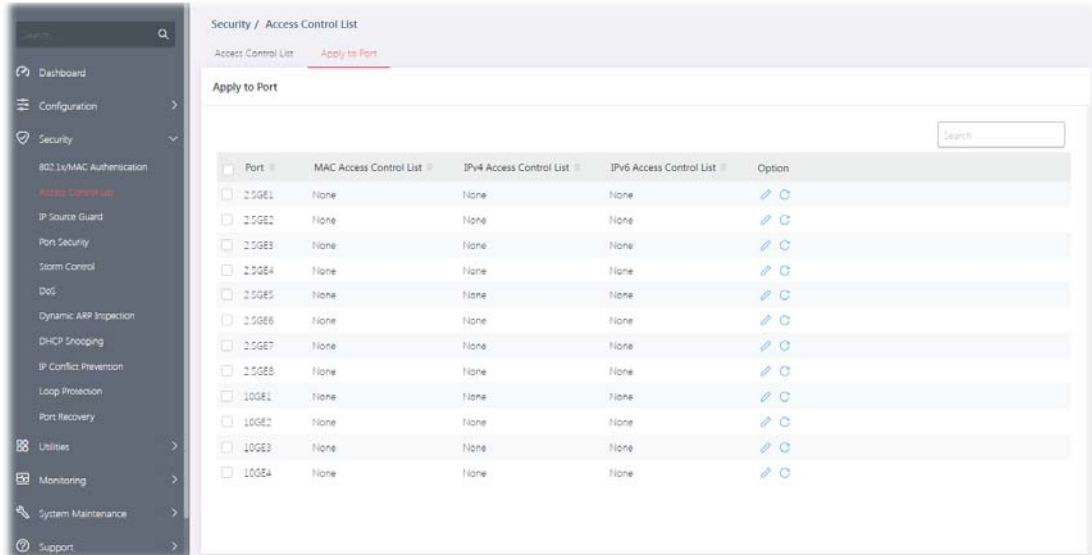 Search
Dashboard
Configuration
Security
802.1x/MAC Authentication
Access Control List
IP Source Guard
Port Security
Storm Control
DoS
Dynamic ARP Inspection
DHCP Snooping
IP Conflict Prevention
Loop Protection
Port Recovery
Utilities
Monitoring
System Maintenance
Support
Security / Access Control List
Access Control List Apply to Port
Apply to Port
Search
Port MAC Access Control List IPv4 Access Control List IPv6 Access Control List Option
2.5GE1 None None None
2.5GE2 None None None
2.5GE3 None None None
2.5GE4 None None None
2.5GE5 None None None
2.5GE6 None None None
2.5GE7 None None None
2.5GE8 None None None
10GE1 None None None
10GE2 None None None
10GE3 None None None
10GE4 None None None